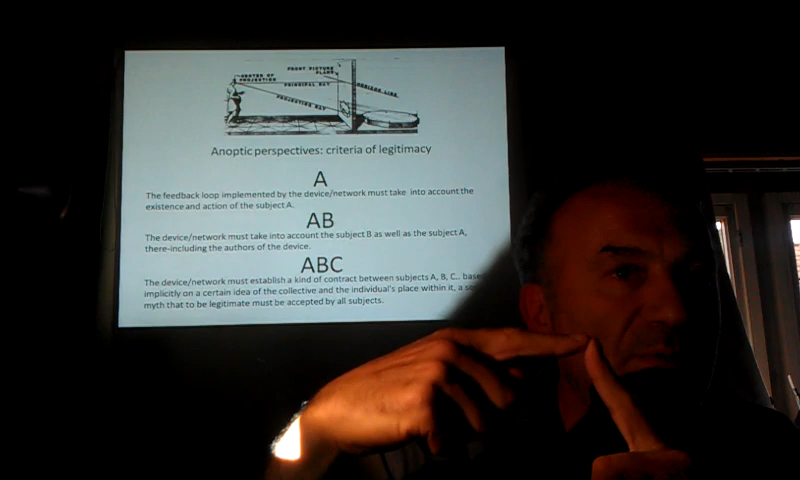 CENTER OF
PROJECTION
FRONT PICTURE
PLANE
PRINCIPAL RAY
HORIZON LINE
PROJECTING RAY
Anoptic perspectives: criteria of legitimacy
A
The feedback loop implemented by the device/network must take into account the
existence and action of the subject A.
AB
The device/network must take into account the subject B as well as the subject A,
there-including the authors of the device.
ABC
The device/network must establish a kind of contract between subjects A, B, C..
implicitly on a certain idea of the collective and the individual's place within it, a
myth that to be legitimate must be accepted by all subjects.